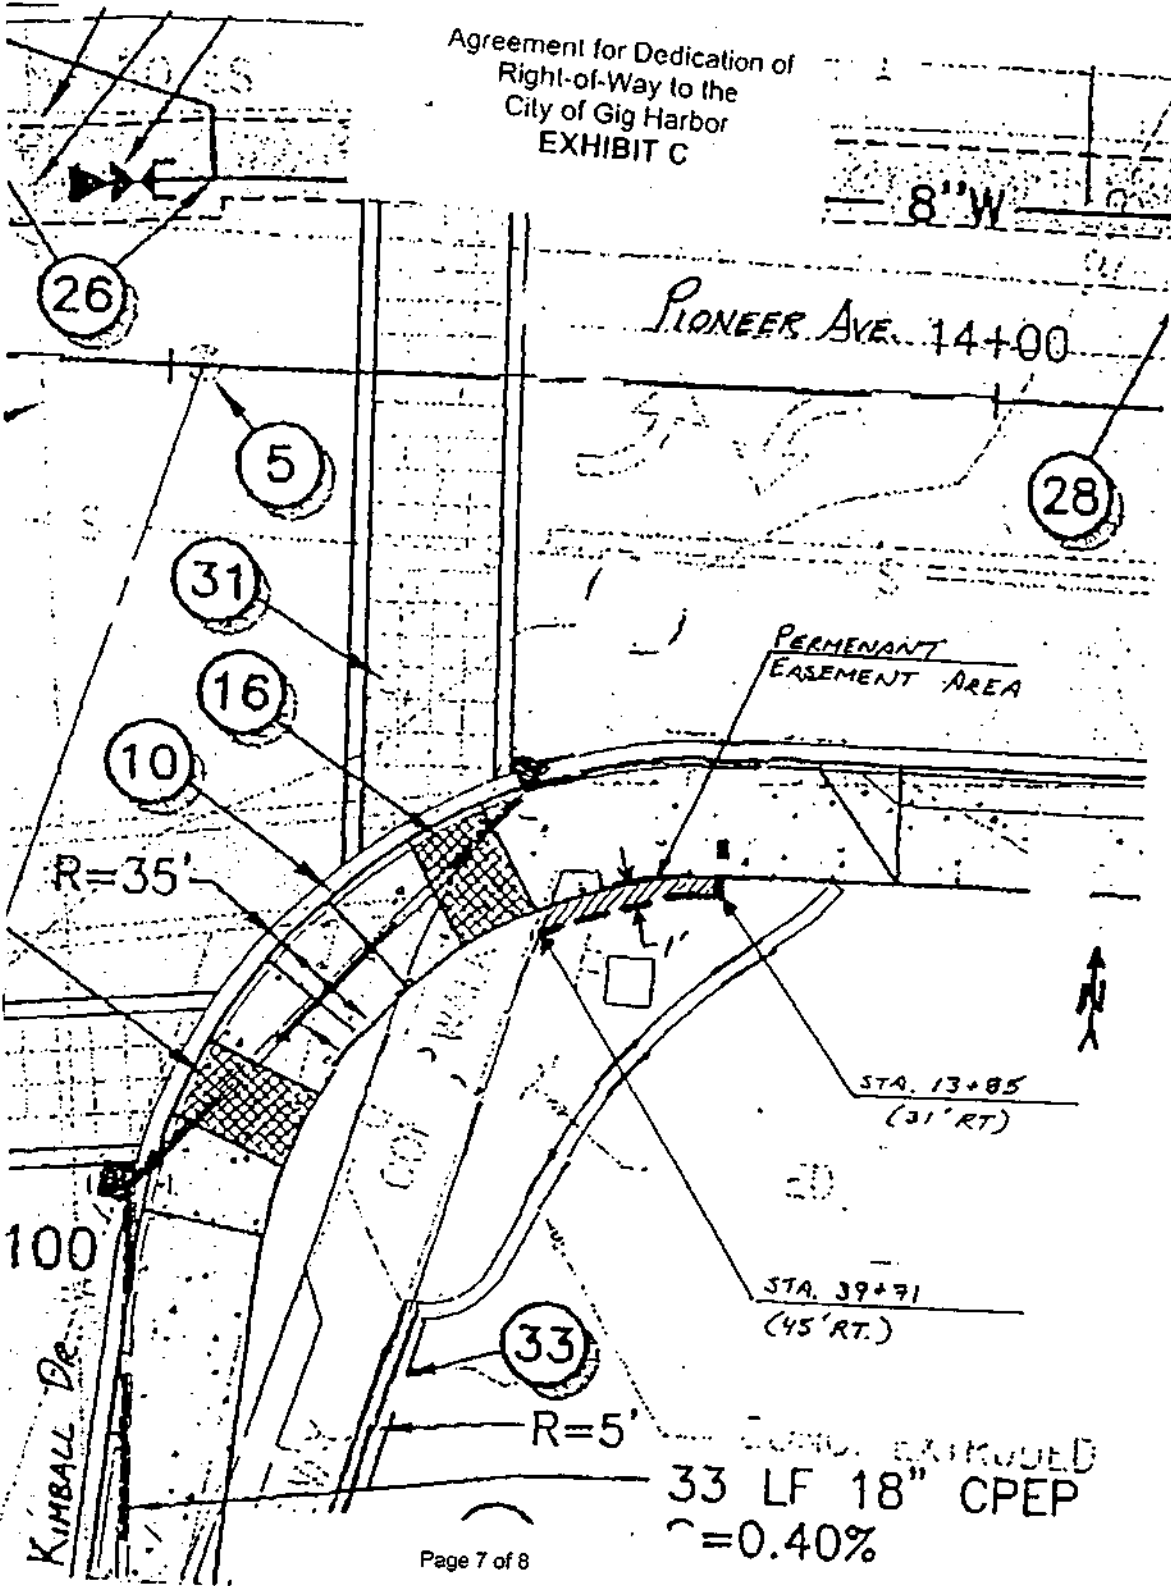 Agreement for Dedication of
Right-of-Way to the
City of Gig Harbor
EXHIBIT C
8"W
26
PIONEER AVE. 14+00
5
28
S
S
31
PERMENANT
EASEMENT AREA
16
10
R=35'
1'
N
WALK
STA. 13+85
(31' RT)
100
STA. 39+71
(45' RT.)
33
KIMBALL DR.
R=5'
EXTRUDED
33 LF 18" CPEP
=0.40%
Page 7 of 8